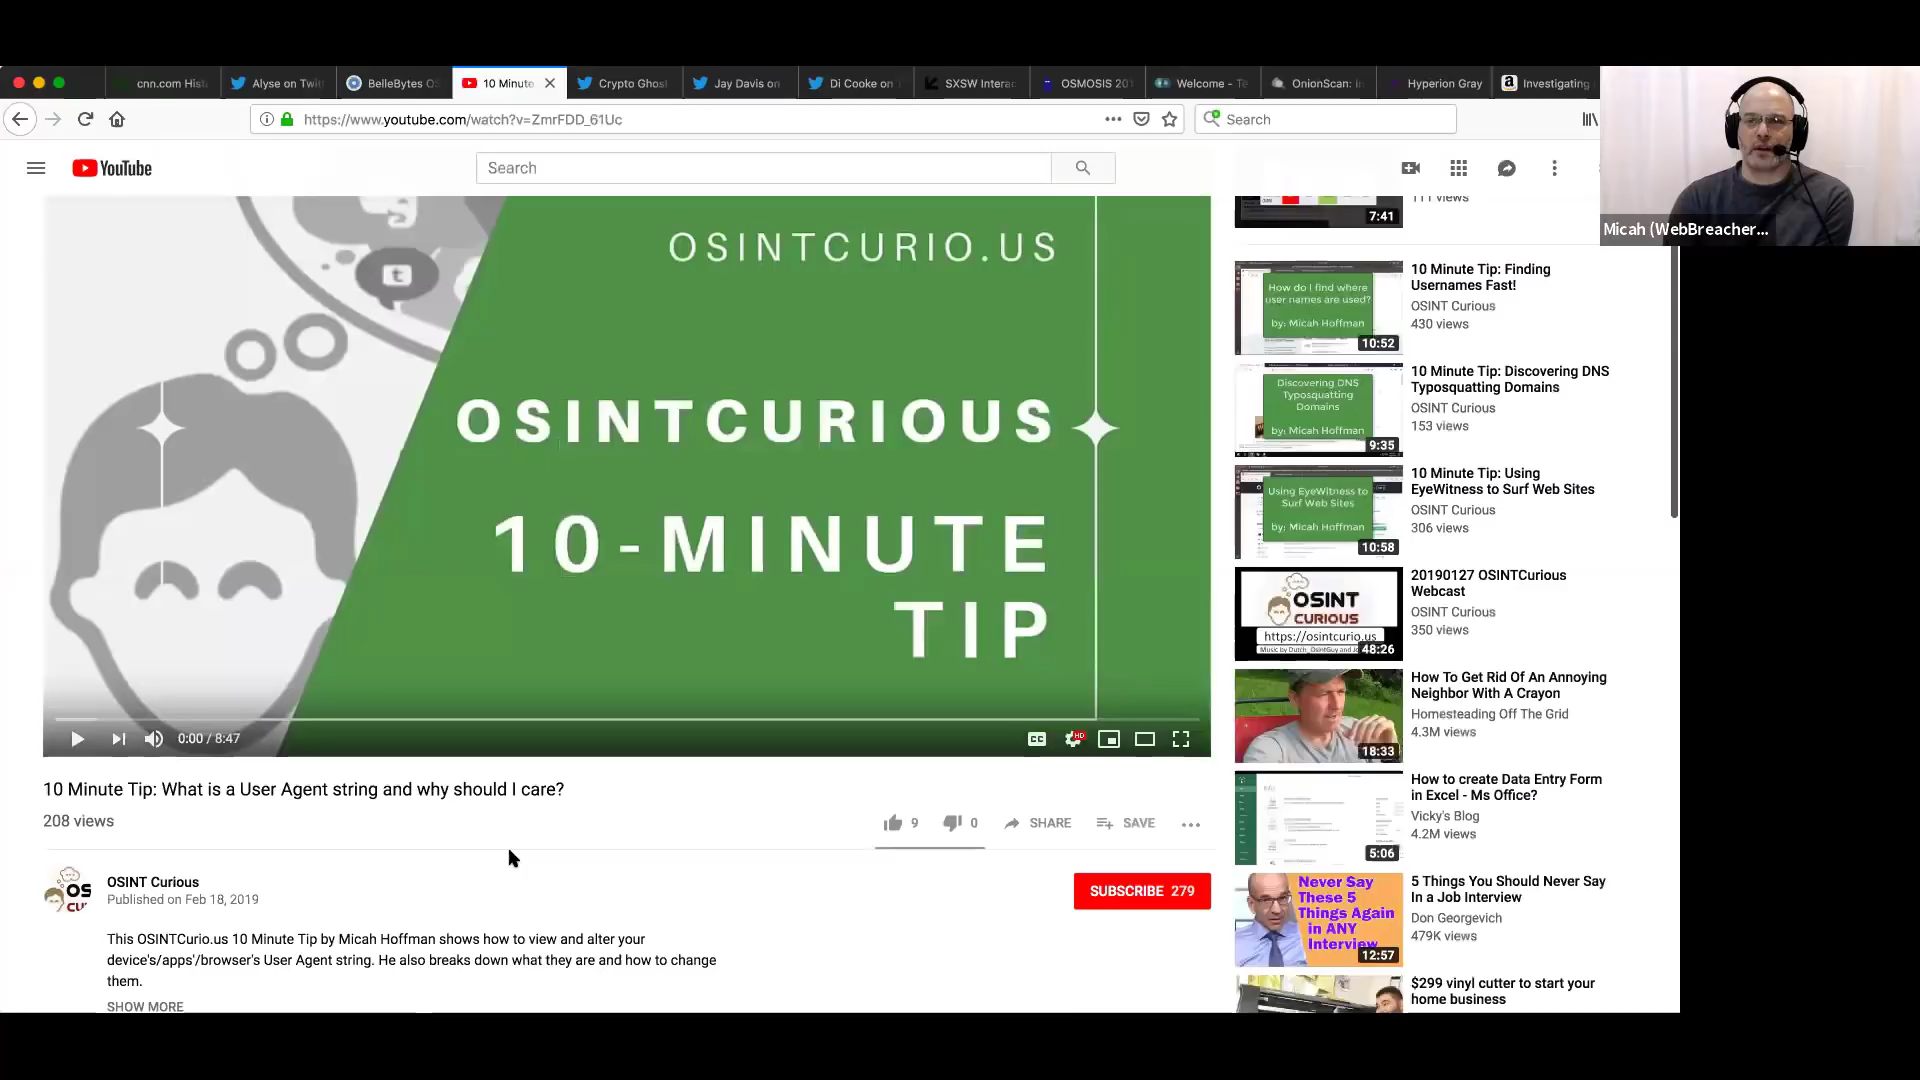 cnn.com Hist
Alyse on Twit
BelleBytes OS
10 Minute
Crypto Ghos
Jay Davis on
Di Cooke on
SXSW Interac
OSMOSIS 201
Welcome - Te
OnionScan: I
Hyperion Gray
Investigating
https://www.youtube.com/watch?v=ZmrFDD_61Uc
Search
YouTube
Search
Micah (WebBreacher...
OSINTCURIO.US
OSINTCURIOUS
10-MINUTE
TIP
t
0:00 / 8:47
CC
HD
10 Minute Tip: What is a User Agent string and why should I care?
208 views
9
0
SHARE
SAVE
OSINT Curious
Published on Feb 18, 2019
SUBSCRIBE 279
This OSINTCurio.us 10 Minute Tip by Micah Hoffman shows how to view and alter your
device's/apps'/browser's User Agent string. He also breaks down what they are and how to change
them.
SHOW MORE
7:41
111 views
How do I find where
user names are used?
by: Micah Hoffman
10:52
10 Minute Tip: Finding
Usernames Fast!
OSINT Curious
430 views
Discovering DNS
Typosquatting
Domains
by: Micah Hoffman
9:35
10 Minute Tip: Discovering DNS
Typosquatting Domains
OSINT Curious
153 views
Using EyeWitness to
Surf Web Sites
by: Micah Hoffman
10:58
10 Minute Tip: Using
EyeWitness to Surf Web Sites
OSINT Curious
306 views
OSINT
CURIOUS
https://osintcurio.us
Music by Dutch_OsintGuy and
48:26
20190127 OSINTCurious
Webcast
OSINT Curious
350 views
18:33
How To Get Rid Of An Annoying
Neighbor With A Crayon
Homesteading Off The Grid
4.3M views
5:06
How to create Data Entry Form
in Excel - Ms Office?
Vicky's Blog
4.2M views
Never Say
These 5
Things Again
in ANY
Interview
12:57
5 Things You Should Never Say
In a Job Interview
Don Georgevich
479K views
$299 vinyl cutter to start your
home business